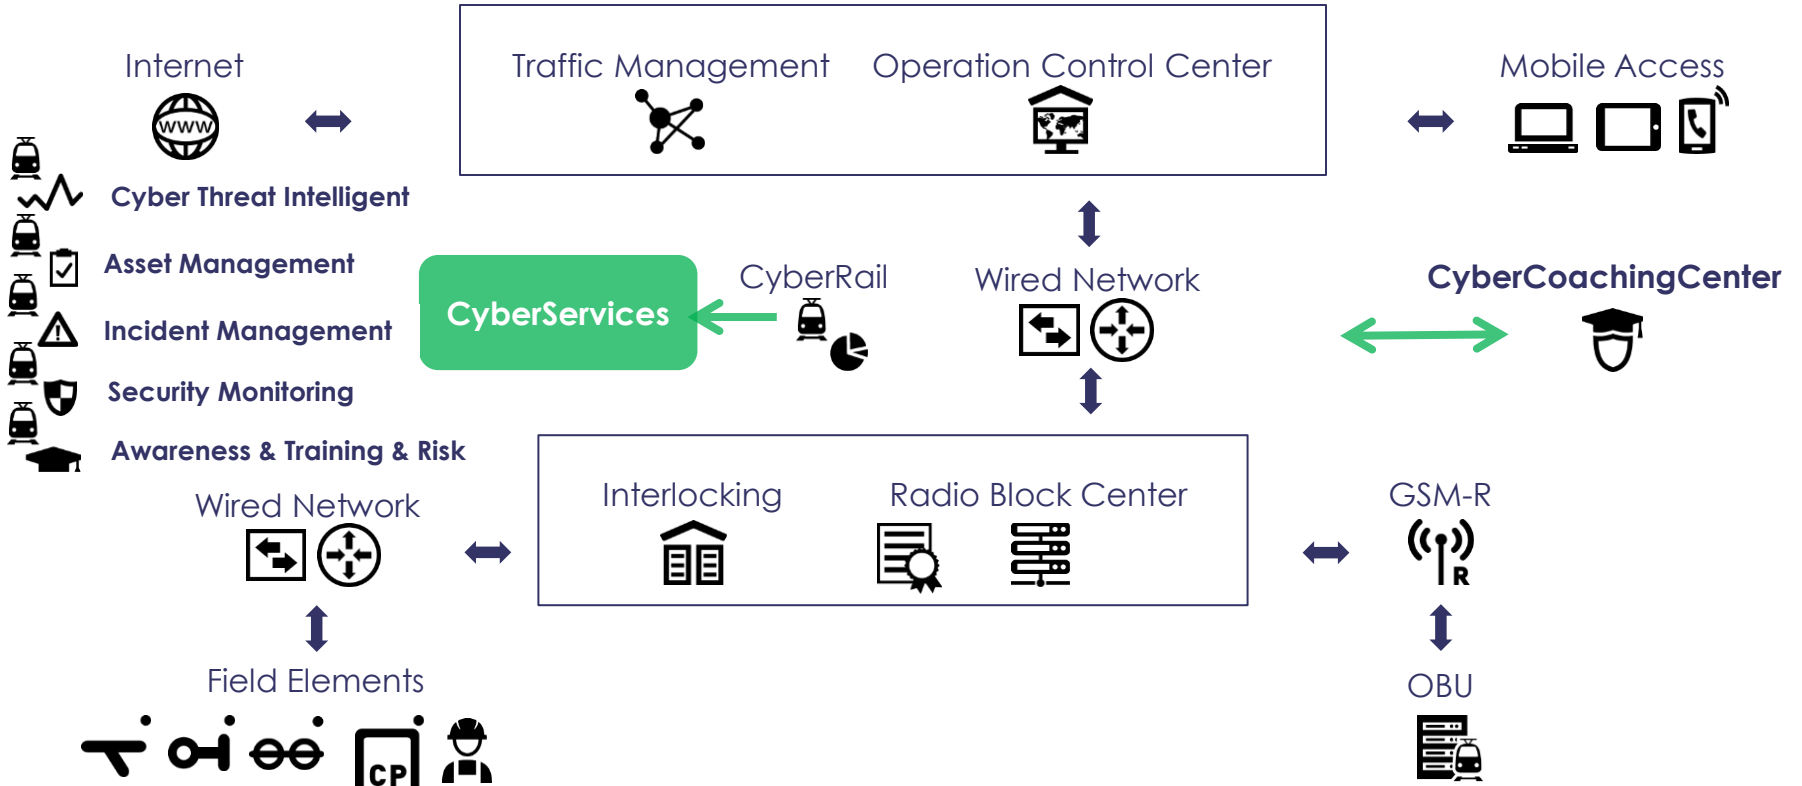 Internet
Traffic Management
Operation Control Center
Mobile Access
www
Cyber Threat Intelligent
Asset Management
Incident Management
Security Monitoring
Awareness & Training & Risk
CyberServices
CyberRail
Wired Network
CyberCoachingCenter
Wired Network
Interlocking
Radio Block Center
GSM-R
R
Field Elements
OBU
CP